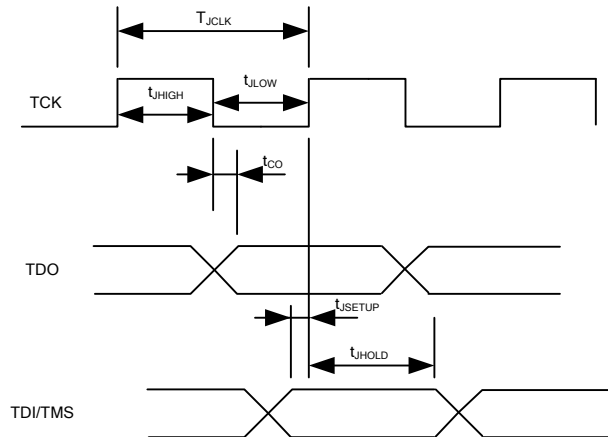 TJCLK
TCK
tJHIGH
tJLOW
tCO
TDO
tJSETUP
tJHOLD
TDI/TMS